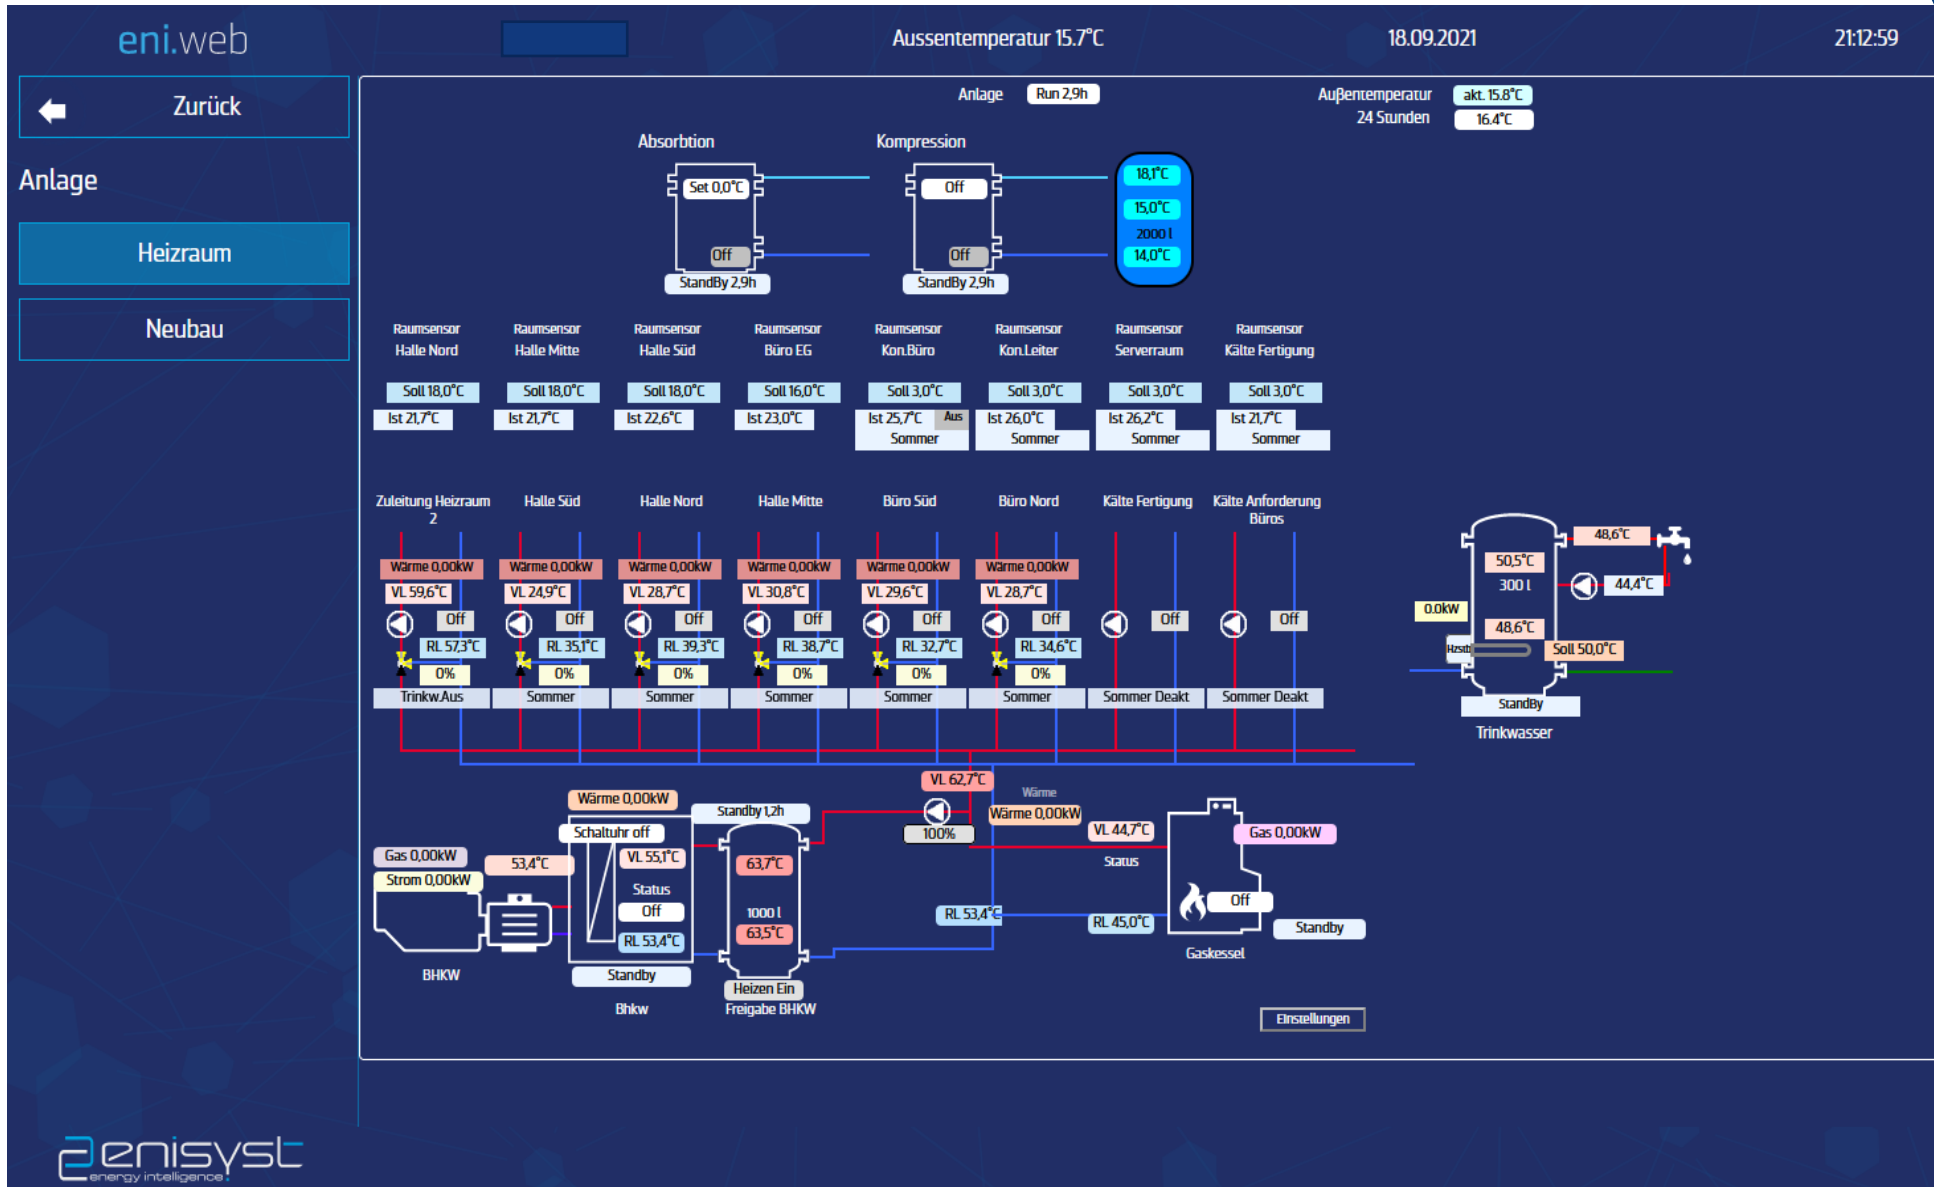 eni.web
Aussentemperatur 15.7°C
18.09.2021
21:12:59
Zurück
Anlage
Heizraum
Neubau
Anlage Run 2,9h
Außentemperatur akt. 15.8°C
24 Stunden 16.4°C
Absorbtion Kompression
Set 0,0°C Off 18,1°C
15,0°C
2000 l
Off Off 14,0°C
StandBy 2,9h StandBy 2,9h
Raumsensor Raumsensor Raumsensor Raumsensor Raumsensor Raumsensor Raumsensor Raumsensor
Halle Nord Halle Mitte Halle Süd Büro EG Kon.Büro Kon.Leiter Serverraum Kälte Fertigung
Soll 18,0°C Soll 18,0°C Soll 18,0°C Soll 16,0°C Soll 3,0°C Soll 3,0°C Soll 3,0°C Soll 3,0°C
Ist 21,7°C Ist 21,7°C Ist 22,6°C Ist 23,0°C Ist 25,7°C Aus Ist 26,0°C Ist 26,2°C Ist 21,7°C
Sommer Sommer Sommer Sommer
Zuleitung Heizraum Halle Süd Halle Nord Halle Mitte Büro Süd Büro Nord Kälte Fertigung Kälte Anforderung
2 Büros
Wärme 0,00kW Wärme 0,00kW Wärme 0,00kW Wärme 0,00kW Wärme 0,00kW Wärme 0,00kW
VL 59,6°C VL 24,9°C VL 28,7°C VL 30,8°C VL 29,6°C VL 28,7°C
Off Off Off Off Off Off Off Off
RL 57,3°C RL 35,1°C RL 39,3°C RL 38,7°C RL 32,7°C RL 34,6°C
0% 0% 0% 0% 0% 0%
Trinkw.Aus Sommer Sommer Sommer Sommer Sommer Sommer Deakt Sommer Deakt
48,6°C
50,5°C
300 l 44,4°C
0.0kW
48,6°C
Hzstb Soll 50,0°C
StandBy
Trinkwasser
VL 62,7°C
Wärme
Wärme 0,00kW
100%
Wärme 0,00kW
Standby 1,2h
Schaltuhr off
VL 44,7°C
Gas 0,00kW
Status
Gas 0,00kW
53,4°C
VL 55,1°C
63,7°C
Strom 0,00kW
Status
Off
1000 l
RL 53,4°C
RL 45,0°C
Off
Standby
RL 53,4°C
63,5°C
Gaskessel
BHKW
Standby
Heizen Ein
Bhkw
Freigabe BHKW
EInstellungen
enisyst
energy intelligence